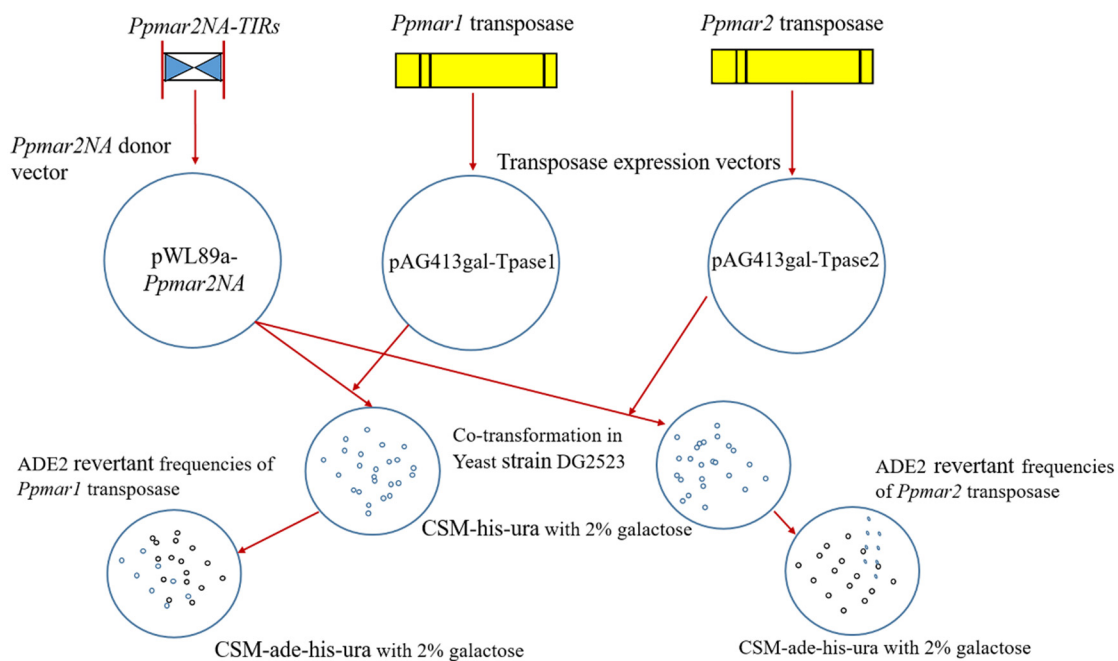 Ppmar2NA-TIRs
Ppmar1 transposase
Ppmar2 transposase
Ppmar2NA donor
vector
Transposase expression vectors
pWL89a-
Ppmar2NA
pAG413gal-Tpase1
pAG413gal-Tpase2
Co-transformation in
Yeast strain DG2523
ADE2 revertant frequencies of
Ppmar1 transposase
ADE2 revertant frequencies
of Ppmar2 transposase
CSM-his-ura with 2% galactose
CSM-ade-his-ura with 2% galactose
CSM-ade-his-ura with 2% galactose